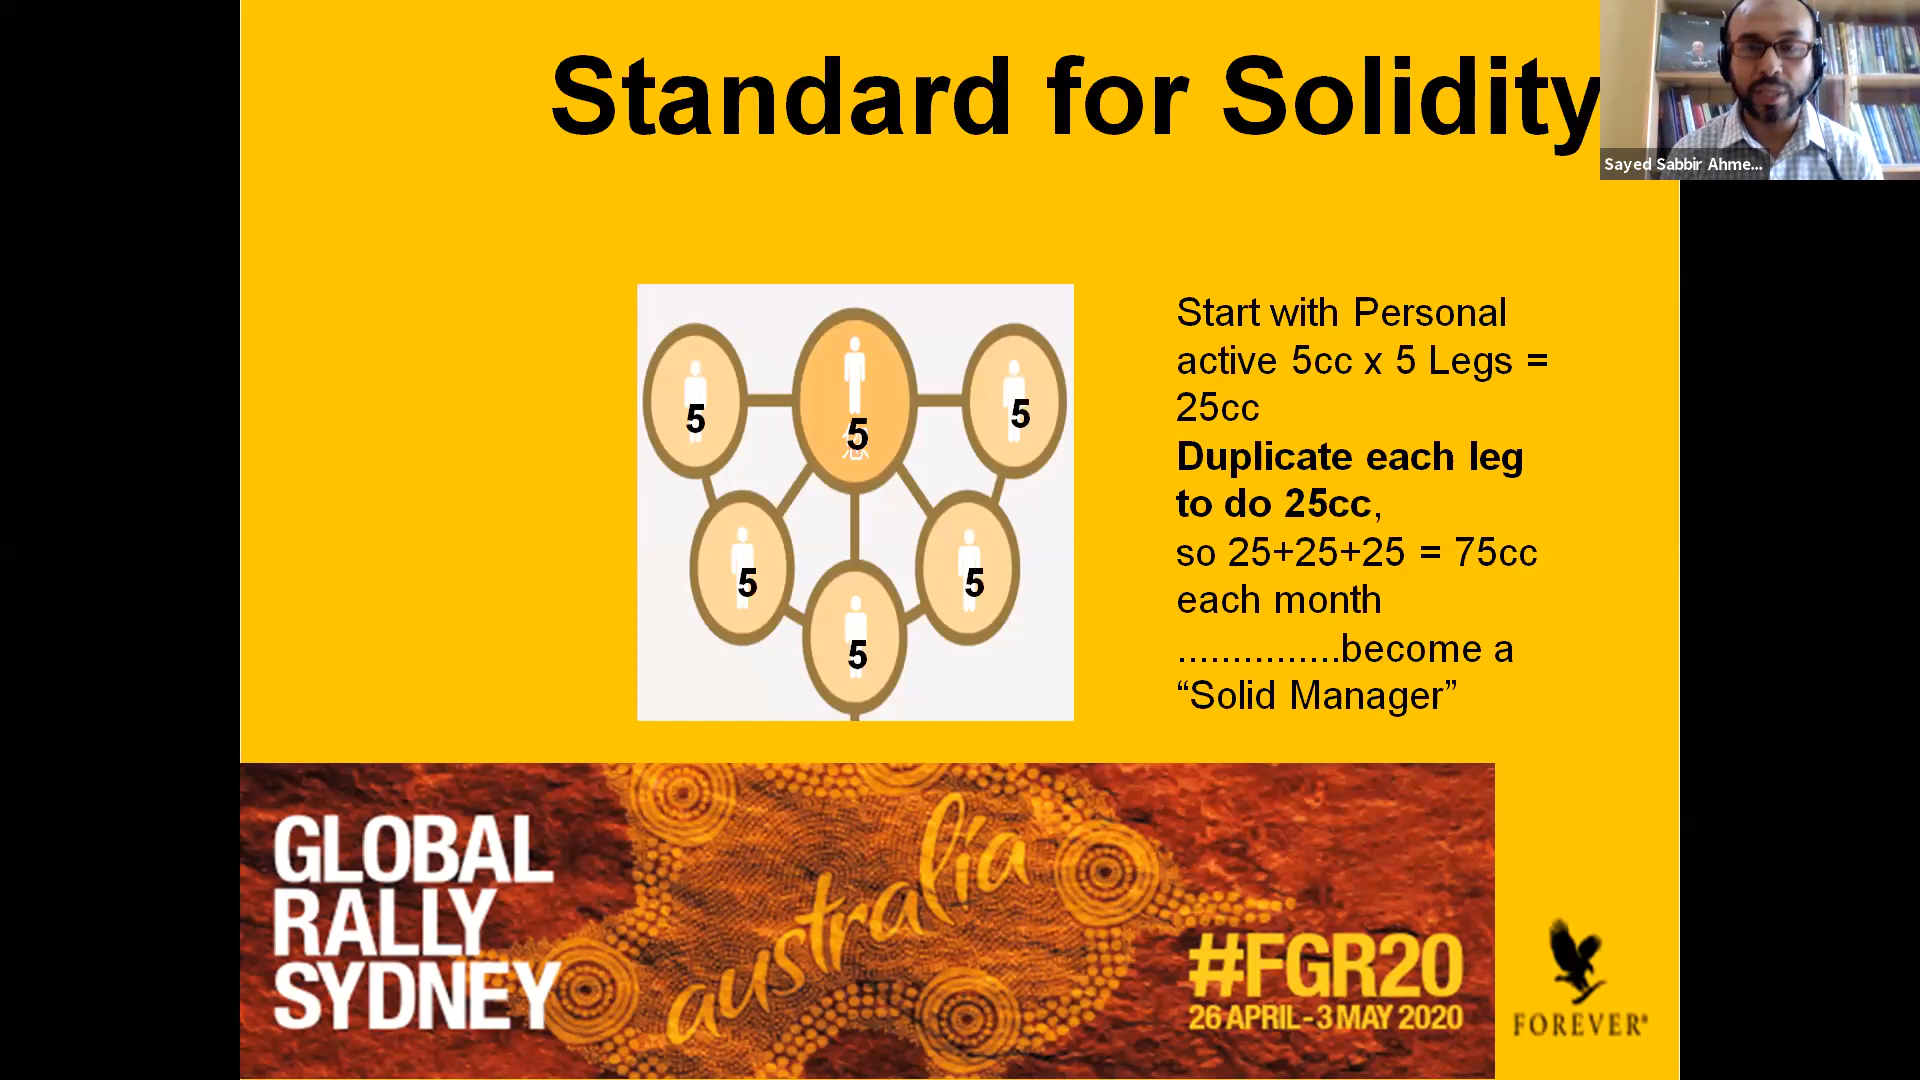 Standard for Solidity
Sayed Sabbir Ahme...
5
5
5
5
5
5
Start with Personal
active 5cc x 5 Legs =
25cc
Duplicate each leg
to do 25cc,
so 25+25+25 = 75cc
each month
...............become a
“Solid Manager”
GLOBAL
RALLY
SYDNEY
australia
#FGR20
26 APRIL - 3 MAY 2020
FOREVER®